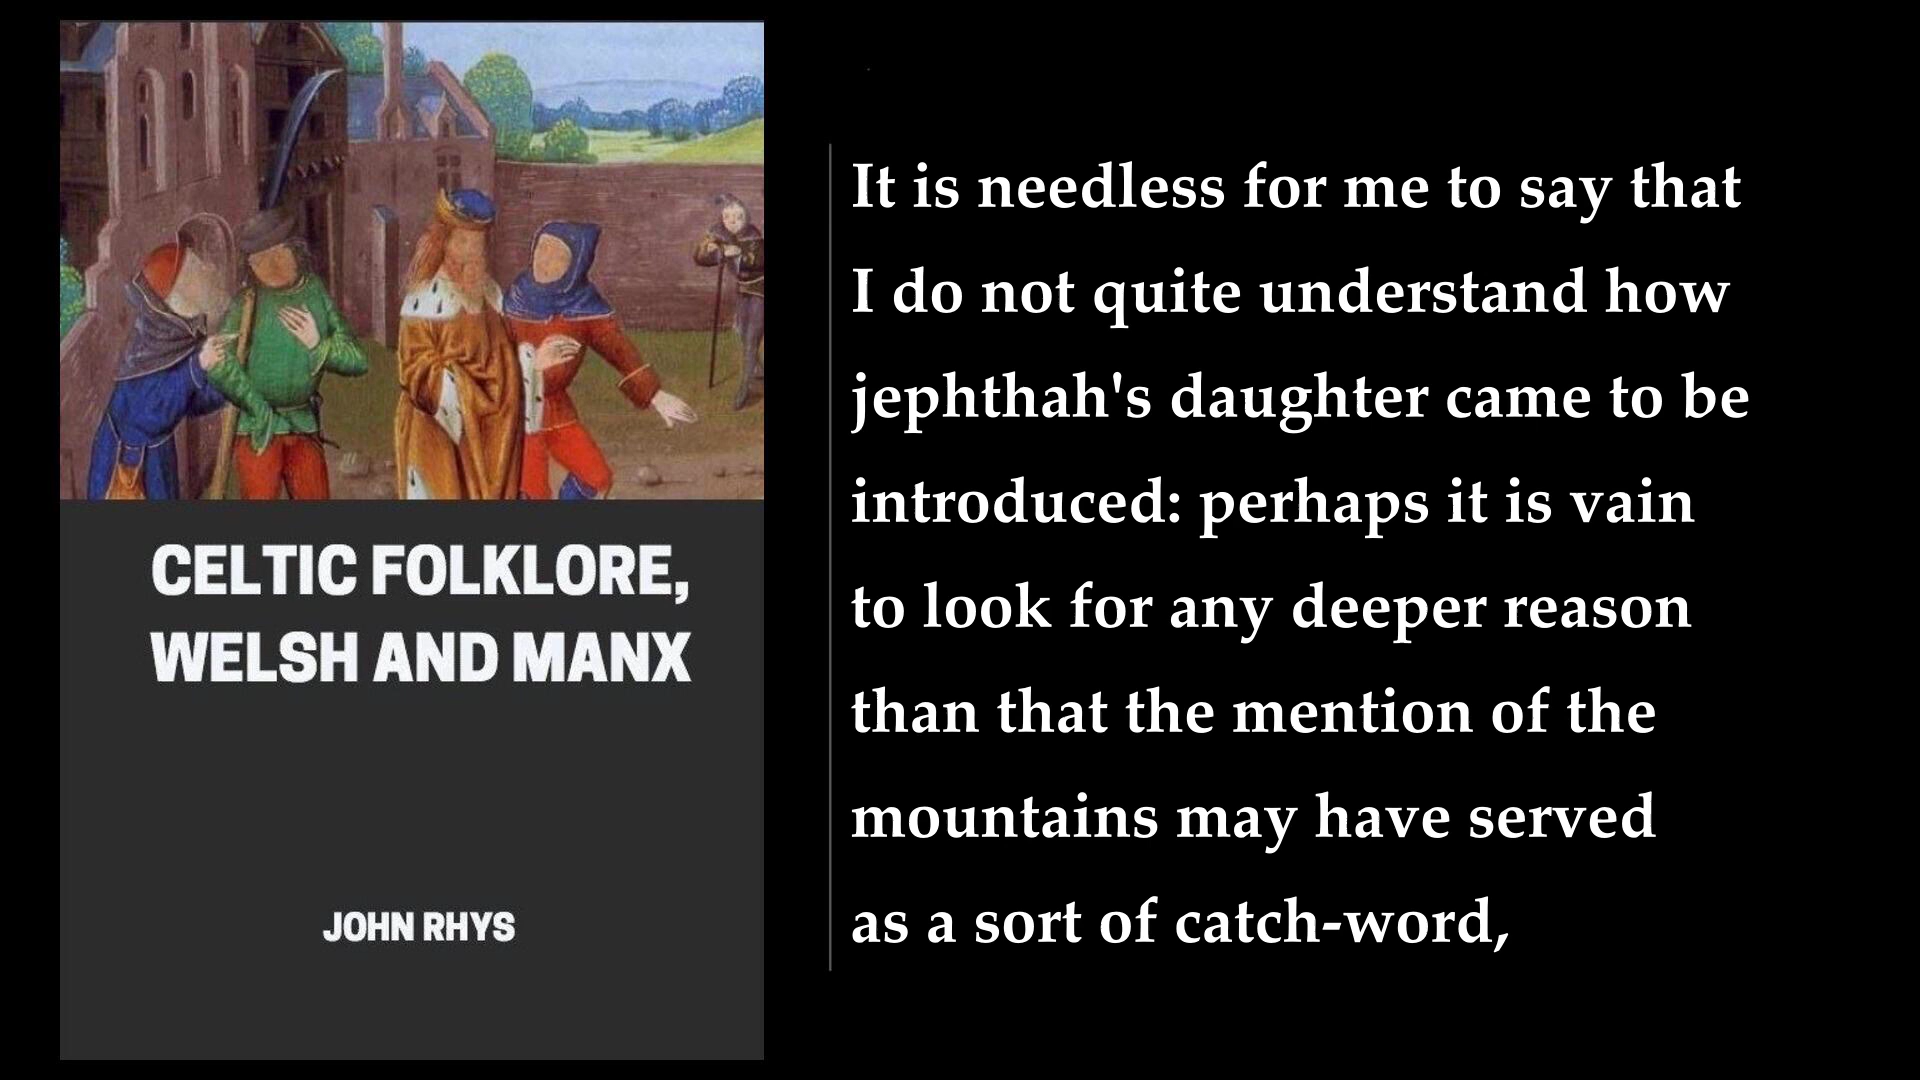 CELTIC FOLKLORE,
WELSH AND MANX
JOHN RHYS
It is needless for me to say that
I do not quite understand how
jephthah's daughter came to be
introduced: perhaps it is vain
to look for any deeper reason
than that the mention of the
mountains may have served
as a sort of catch-word,